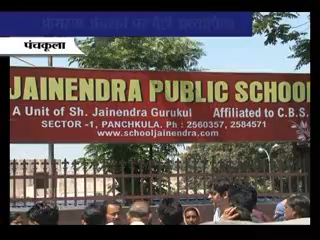 पंचकूला
JAINENDRA PUBLIC SCHOOL
A Unit of Sh. Jainendra Gurukul Affiliated to C.B.S.
SECTOR -1, PANCHKULA, Ph : 2560357, 2584571
www.schooljainendra.com